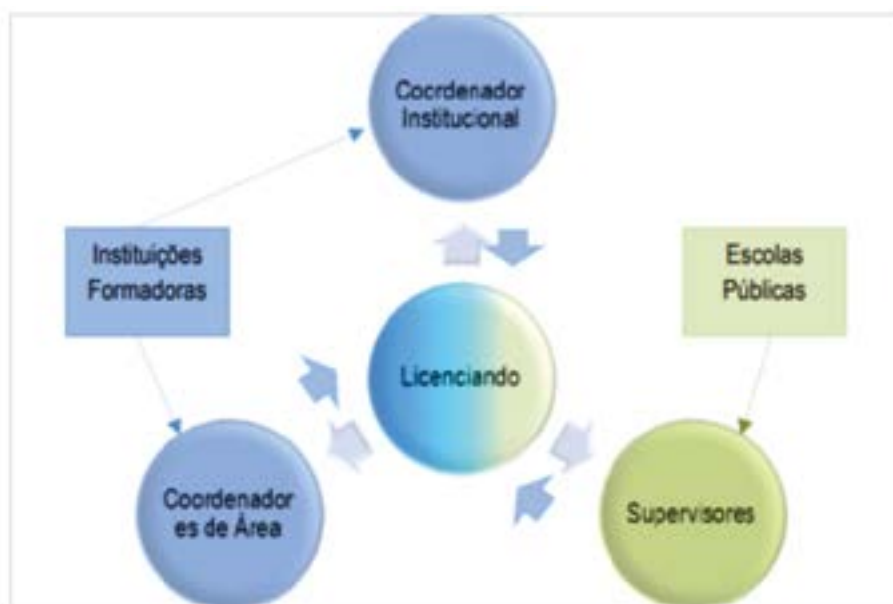 Coordenador
Institucional
Instituições
Formadoras
Escolas
Públicas
Licenciando
Coordenador
es de Área
Supervisores